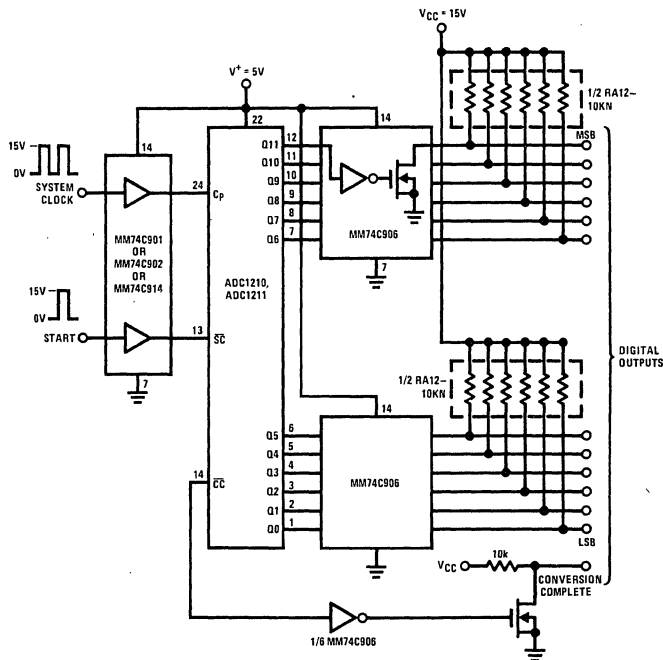 VCC = 15V
V+ = 5V
1/2 RA12–
10KN
14
22
14
MSB
15V
0V
SYSTEM
CLOCK
24
CP
Q11
12
Q10
11
Q9
10
Q8
9
Q7
8
Q6
7
MM74C906
7
MM74C901
OR
MM74C902
OR
MM74C914
ADC1210,
ADC1211
15V
0V
START
13
SC
7
DIGITAL
OUTPUTS
1/2 RA12–
10KN
14
Q5
6
Q4
5
Q3
4
Q2
3
Q1
2
Q0
1
MM74C906
14
CC
LSB
VCC
10k
CONVERSION
COMPLETE
1/6 MM74C906